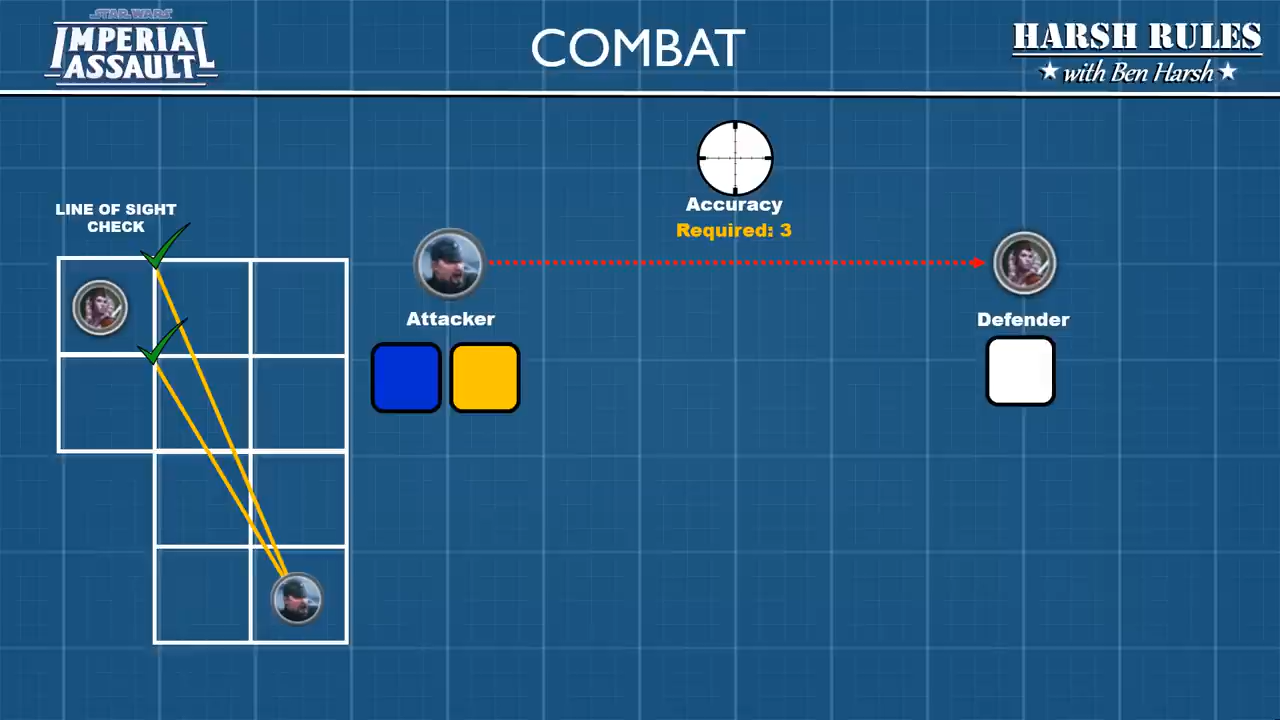 STAR-WARS
IMPERIAL
ASSAULT
COMBAT
HARSH RULES
with Ben Harsh
LINE OF SIGHT
CHECK
Accuracy
Required: 3
Attacker
Defender